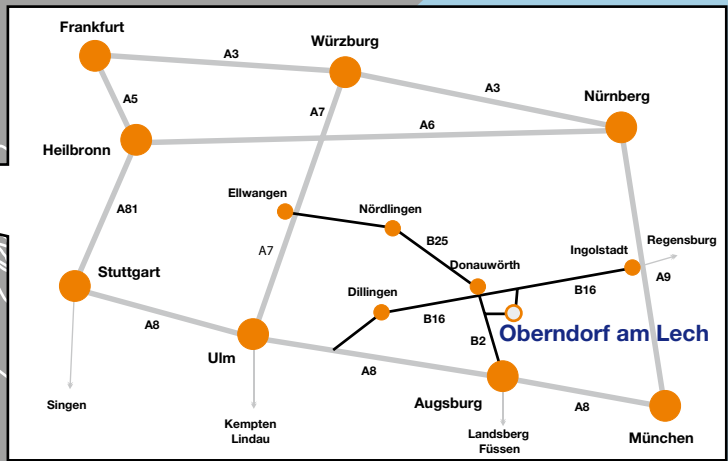 Frankfurt
Würzburg
A3
A3
A5
A7
Nürnberg
A6
Heilbronn
A81
Ellwangen
Nördlingen
A7
B25
Ingolstadt
Regensburg
Stuttgart
Donauwörth
A9
Dillingen
B16
B16
A8
Oberndorf am Lech
B2
Ulm
A8
Augsburg
A8
Singen
Kempten
Lindau
Landsberg
Füssen
München